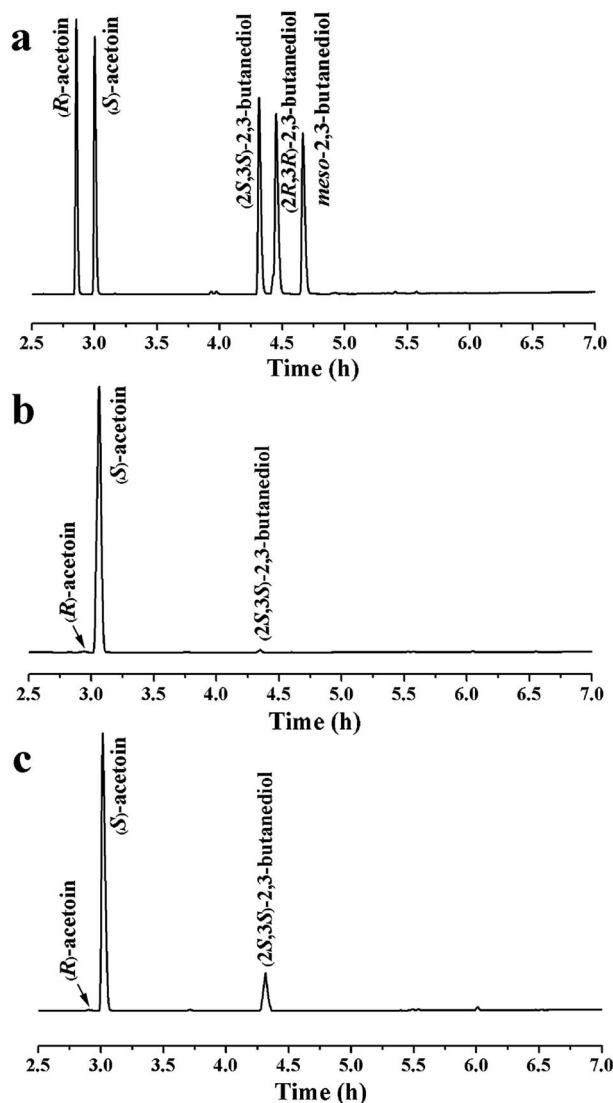 a
(R)-acetoin
(S)-acetoin
(2S,3S)-2,3-butanediol
(2R,3R)-2,3-butanediol
meso-2,3-butanediol
2.5 3.0 3.5 4.0 4.5 5.0 5.5 6.0 6.5 7.0
Time (h)
b
(R)-acetoin
(S)-acetoin
(2S,3S)-2,3-butanediol
2.5 3.0 3.5 4.0 4.5 5.0 5.5 6.0 6.5 7.0
Time (h)
c
(R)-acetoin
(S)-acetoin
(2S,3S)-2,3-butanediol
2.5 3.0 3.5 4.0 4.5 5.0 5.5 6.0 6.5 7.0
Time (h)